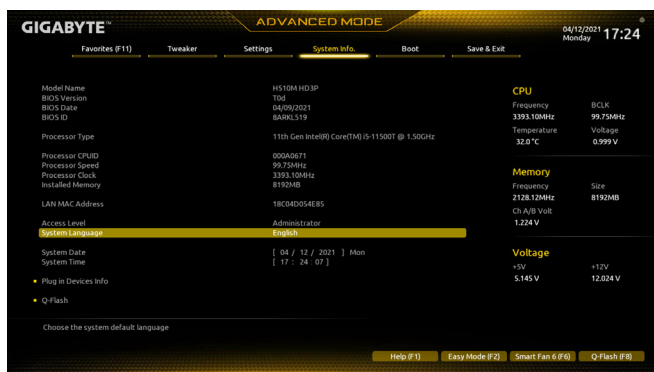 GIGABYTE™
ADVANCED MODE
04/12/2021 Monday 17:24
Favorites (F11) Tweaker Settings System Info. Boot Save & Exit
Model Name H510M HD3P
BIOS Version T0d
BIOS Date 04/09/2021
BIOS ID 8ARKL519
Processor Type 11th Gen Intel(R) Core(TM) i5-11500T @ 1.50GHz
Processor CPUID 000A0671
Processor Speed 99.75MHz
Processor Clock 3393.10MHz
Installed Memory 8192MB
LAN MAC Address 18C04D054E85
Access Level Administrator
System Language English
System Date [ 04 / 12 / 2021 ] Mon
System Time [ 17 : 24 : 07 ]
Plug in Devices Info
Q-Flash
Choose the system default language
CPU
Frequency BCLK
3393.10MHz 99.75MHz
Temperature Voltage
32.0 °C 0.999 V
Memory
Frequency Size
2128.12MHz 8192MB
Ch A/B Volt
1.224 V
Voltage
+5V +12V
5.145 V 12.024 V
Help (F1) Easy Mode (F2) Smart Fan 6 (F6) Q-Flash (F8)